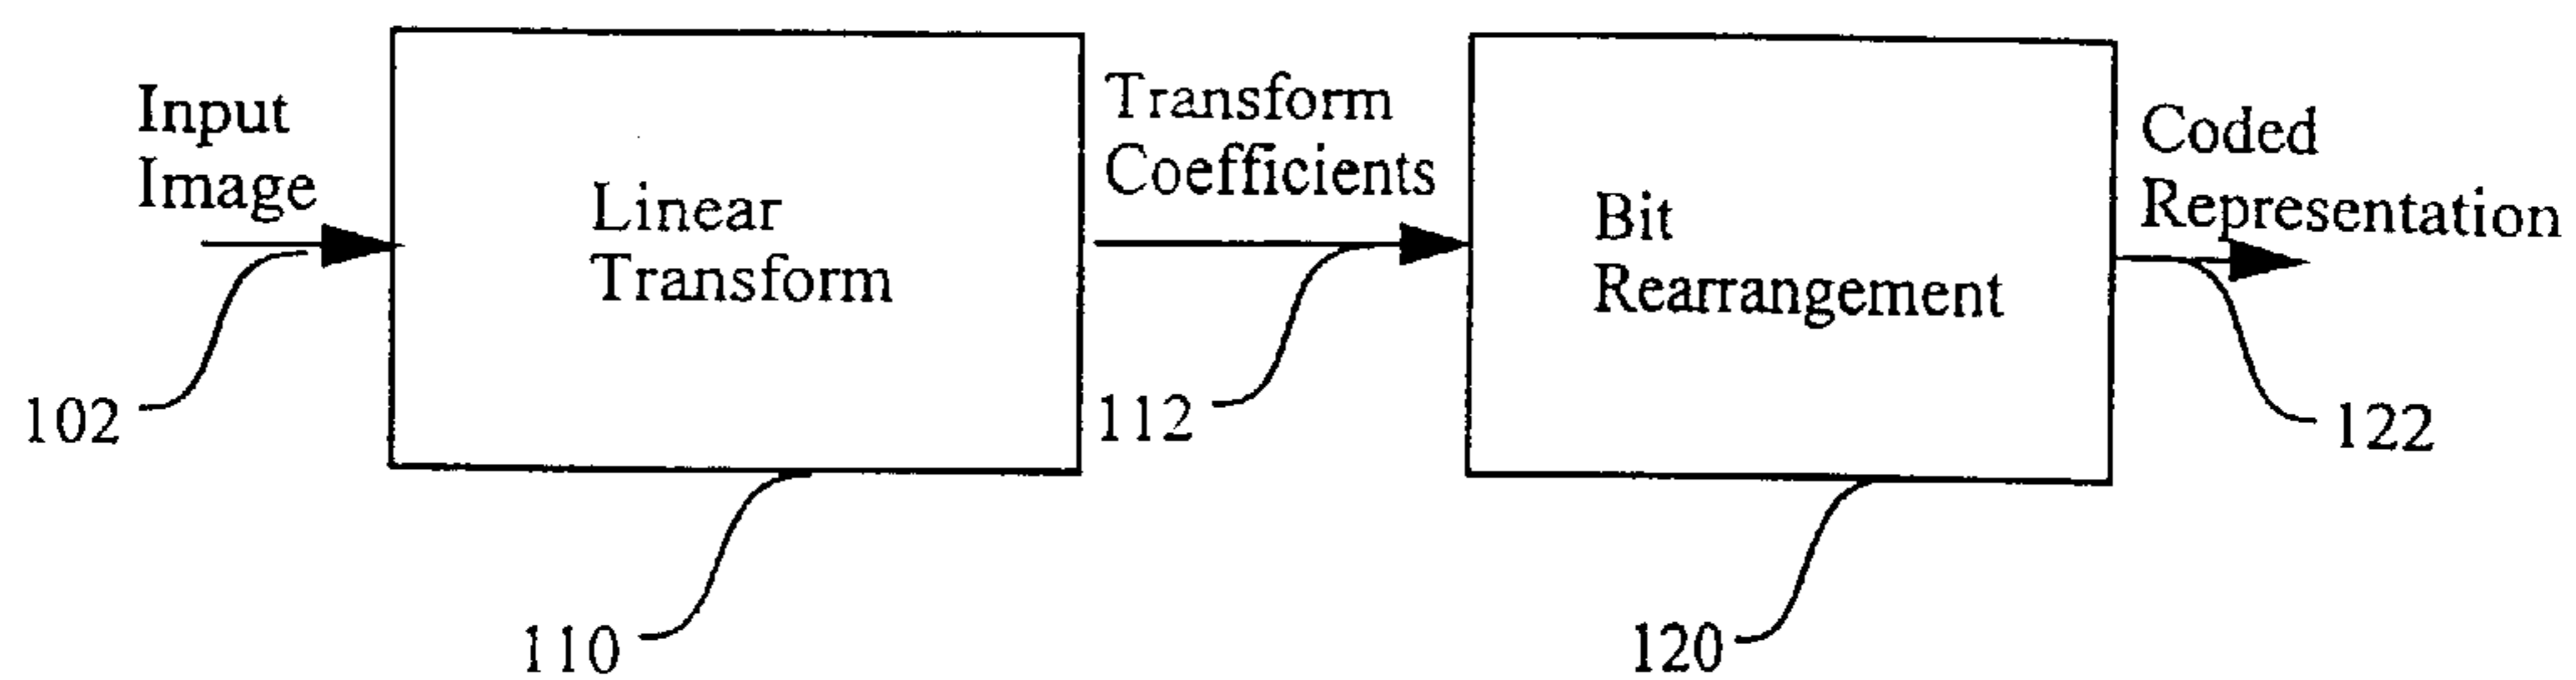 Input
Image
102
Linear
Transform
110
Transform
Coefficients
112
Bit
Rearrangement
120
Coded
Representation
122